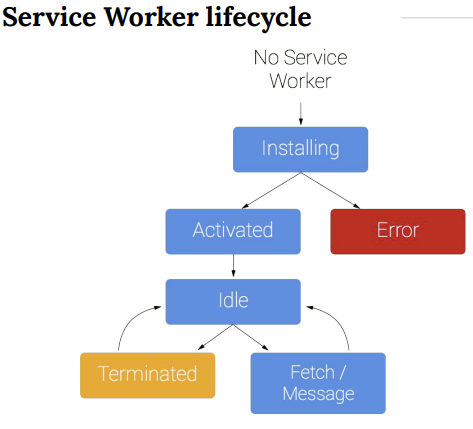 Service Worker lifecycle
No Service
Worker
Installing
Activated
Error
Idle
Terminated
Fetch /
Message